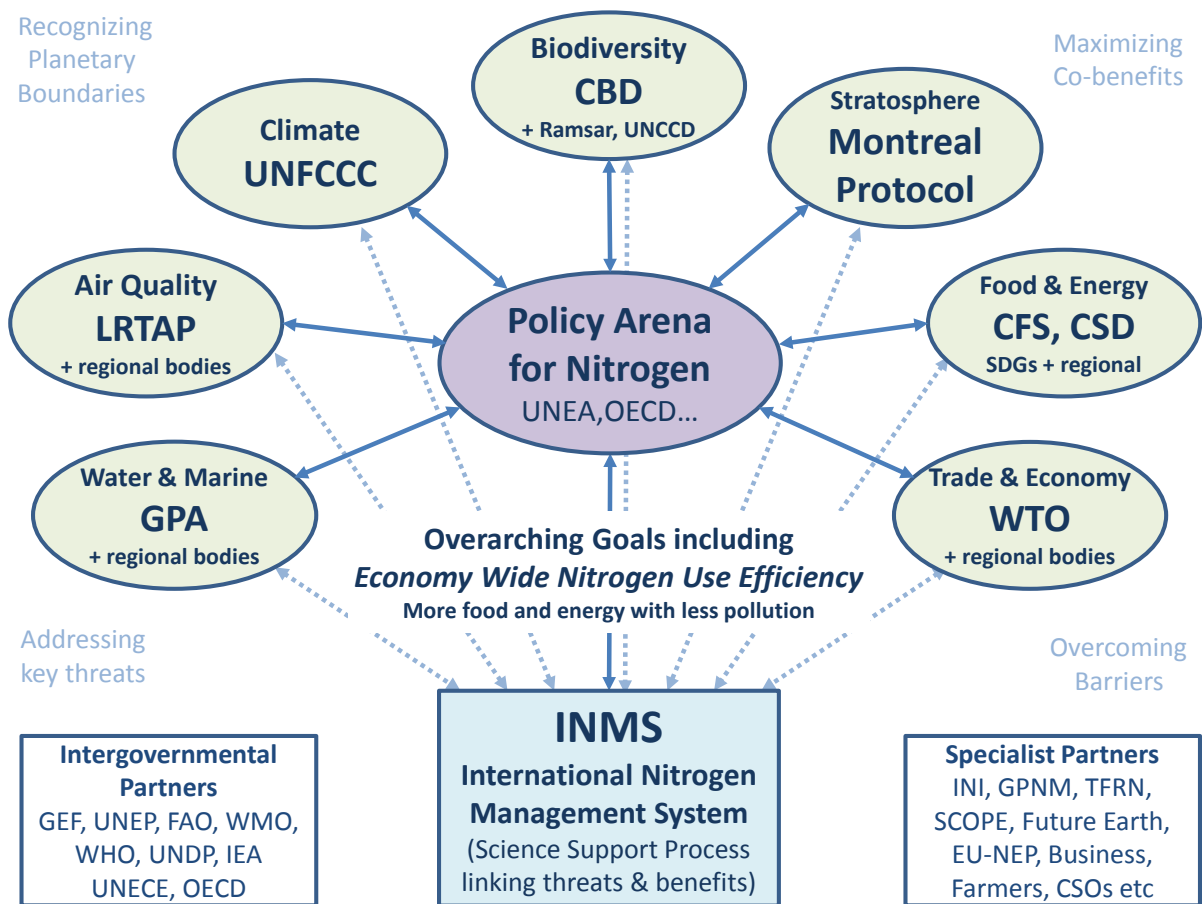 Recognizing
Planetary
Boundaries
Biodiversity
CBD
+ Ramsar, UNCCD
Maximizing
Co-benefits
Climate
UNFCCC
Stratosphere
Montreal
Protocol
Air Quality
LRTAP
+ regional bodies
Policy Arena
for Nitrogen
UNEA,OECD...
Food & Energy
CFS, CSD
SDGs + regional
Water & Marine
GPA
+ regional bodies
Trade & Economy
WTO
+ regional bodies
Overarching Goals including
Economy Wide Nitrogen Use Efficiency
More food and energy with less pollution
Addressing
key threats
Overcoming
Barriers
Intergovernmental
Partners
GEF, UNEP, FAO, WMO,
WHO, UNDP, IEA
UNECE, OECD
INMS
International Nitrogen
Management System
(Science Support Process
linking threats & benefits)
Specialist Partners
INI, GPNM, TFRN,
SCOPE, Future Earth,
EU-NEP, Business,
Farmers, CSOs etc